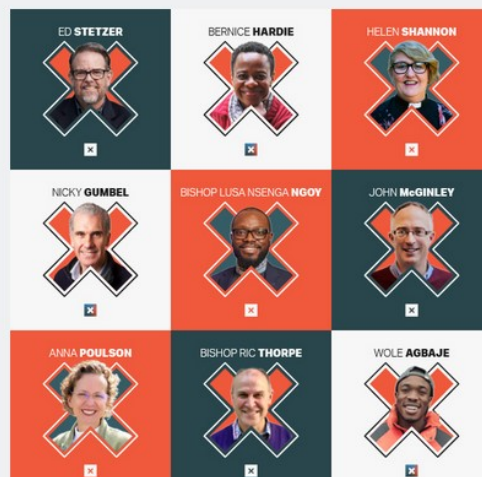 ED STETZER
BERNICE HARDIE
HELEN SHANNON
NICKY GUMBEL
BISHOP LUSA NSENGA NGOY
JOHN McGINLEY
ANNA POULSON
BISHOP RIC THORPE
WOLE AGBAJE